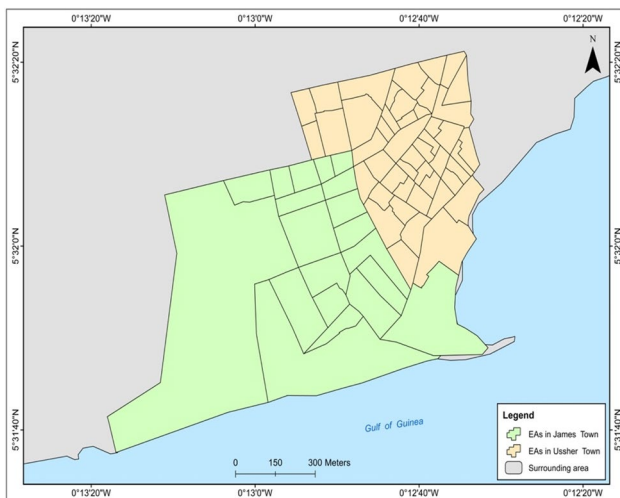 0°13'20"W 0°13'0"W 0°12'40"W 0°12'20"W
N
5°32'20"N 5°32'20"N
5°32'0"N 5°32'0"N
5°31'40"N 5°31'40"N
Gulf of Guinea
0 150 300 Meters
Legend
EAs in James Town
EAs in Ussher Town
Surrounding area
0°13'20"W 0°13'0"W 0°12'40"W 0°12'20"W